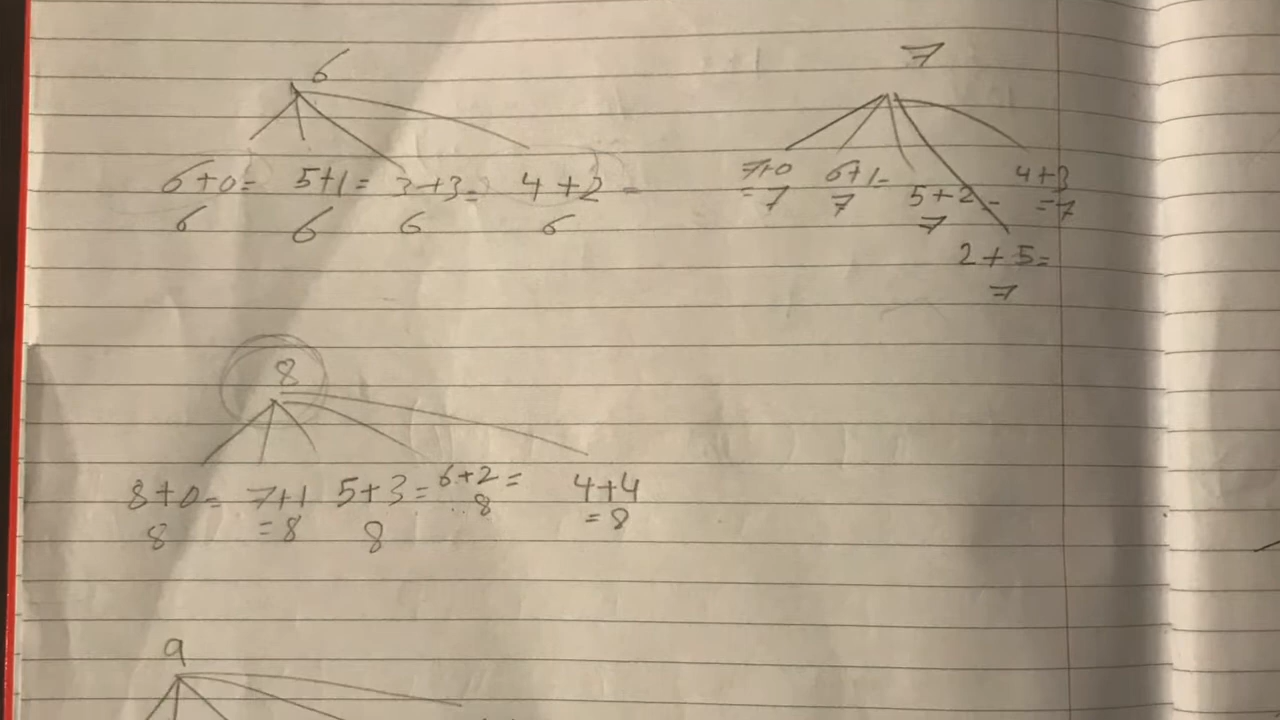 6
6+0= 5+1= 3+3= 4+2=
6 6 6 6
7
7+0 6+1= 5+2= 4+3
=7 7 7 =7
2+5=
7
8
8+0= 7+1 5+3= 6+2= 4+4
8 =8 8 8 =8
9